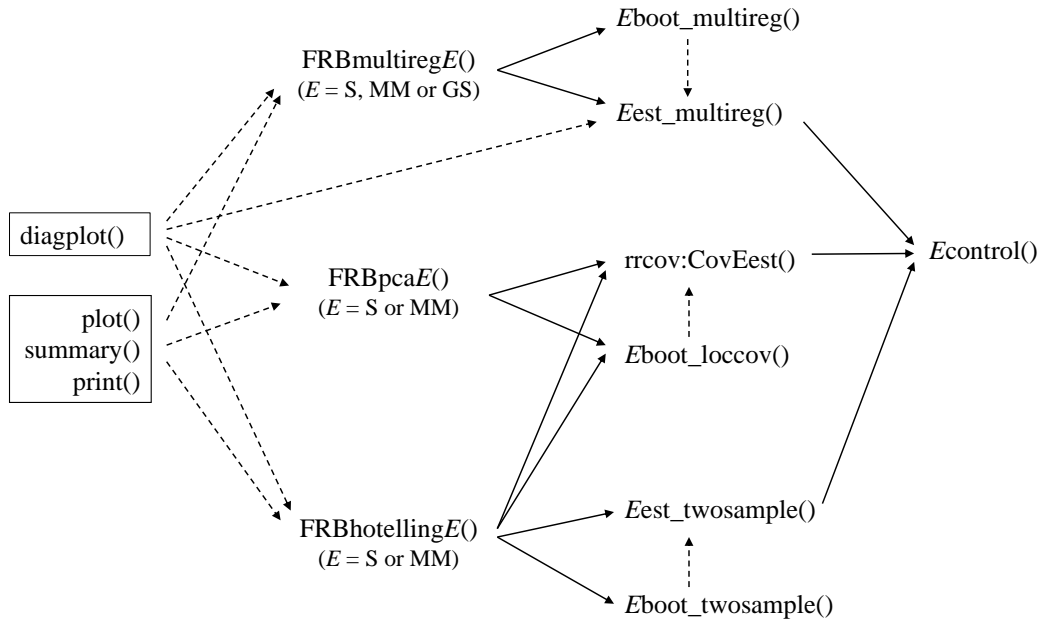 Eboot_multireg()
FRBmultiregE()
(E = S, MM or GS)
Eest_multireg()
diagplot()
plot()
summary()
print()
FRBpcaE()
(E = S or MM)
rrcov:CovEest()
Econtrol()
Eboot_loccov()
FRBhotellingE()
(E = S or MM)
Eest_twosample()
Eboot_twosample()